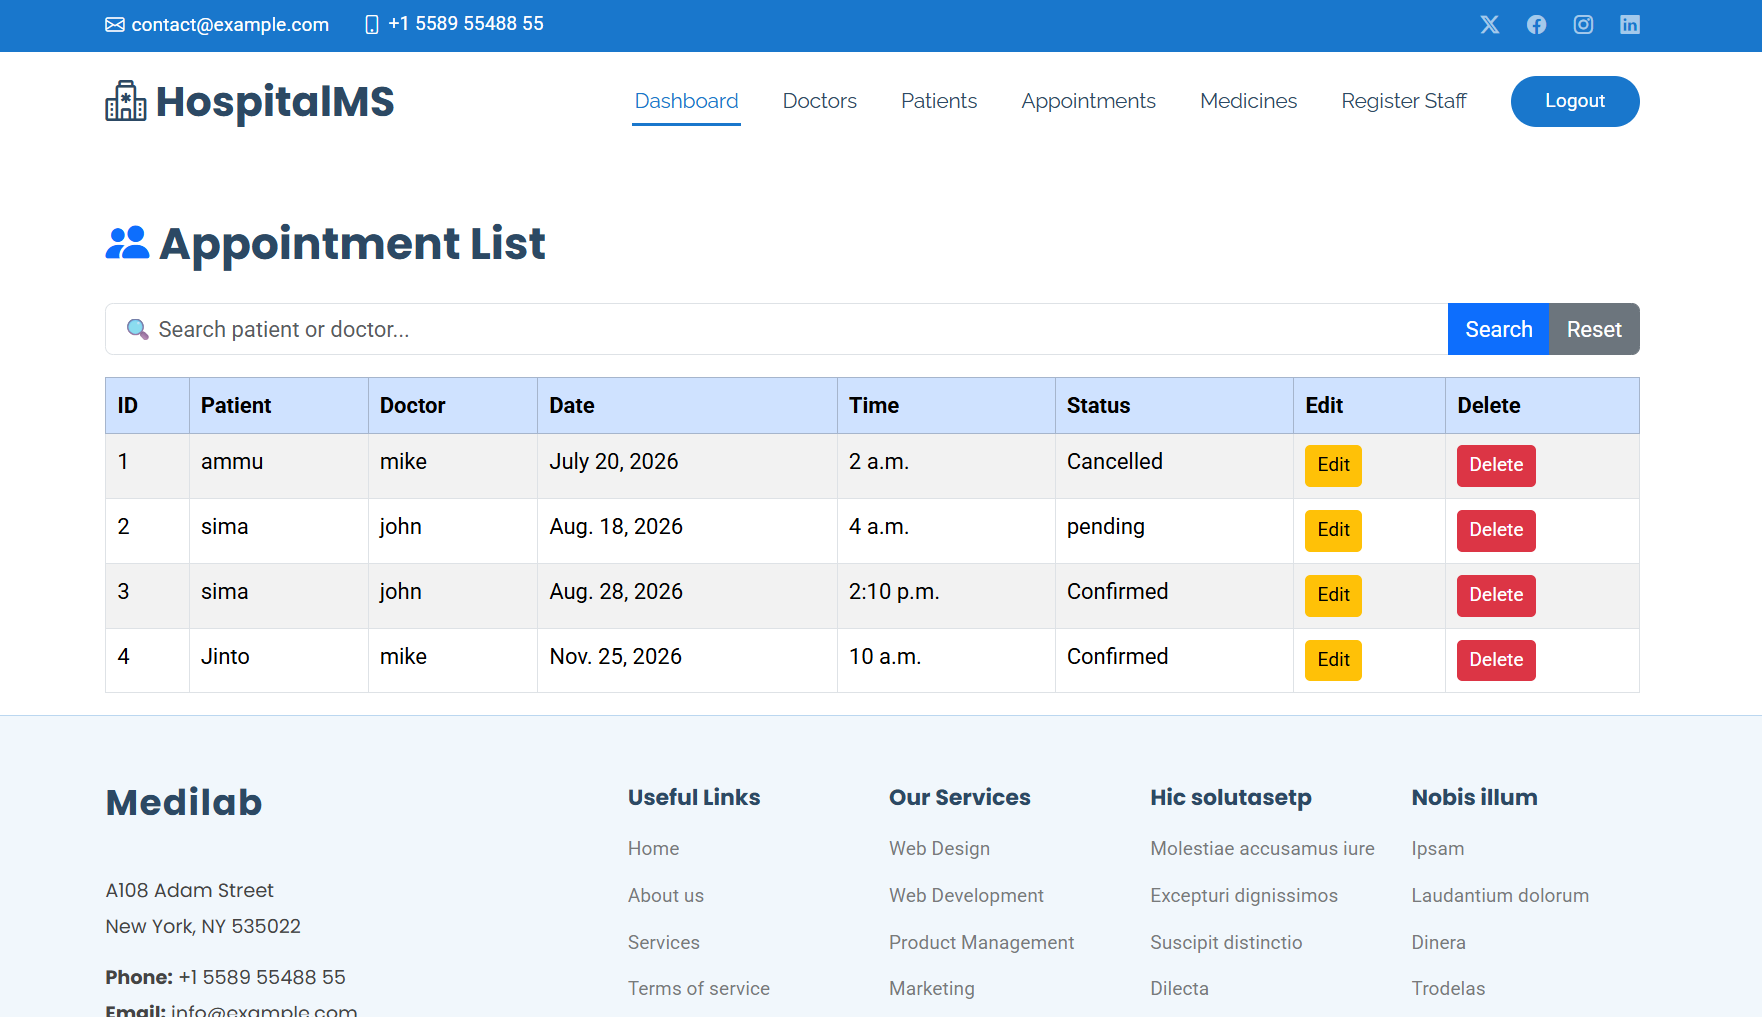 contact@example.com +1 5589 55488 55
HospitalMS Dashboard Doctors Patients Appointments Medicines Register Staff Logout
Appointment List
Search patient or doctor... Search Reset
ID Patient Doctor Date Time Status Edit Delete
1 ammu mike July 20, 2026 2 a.m. Cancelled Edit Delete
2 sima john Aug. 18, 2026 4 a.m. pending Edit Delete
3 sima john Aug. 28, 2026 2:10 p.m. Confirmed Edit Delete
4 Jinto mike Nov. 25, 2026 10 a.m. Confirmed Edit Delete
Medilab
A108 Adam Street
New York, NY 535022
Phone: +1 5589 55488 55
Email: info@example.com
Useful Links
Home
About us
Services
Terms of service
Our Services
Web Design
Web Development
Product Management
Marketing
Hic solutasetp
Molestiae accusamus iure
Excepturi dignissimos
Suscipit distinctio
Dilecta
Nobis illum
Ipsam
Laudantium dolorum
Dinera
Trodelas